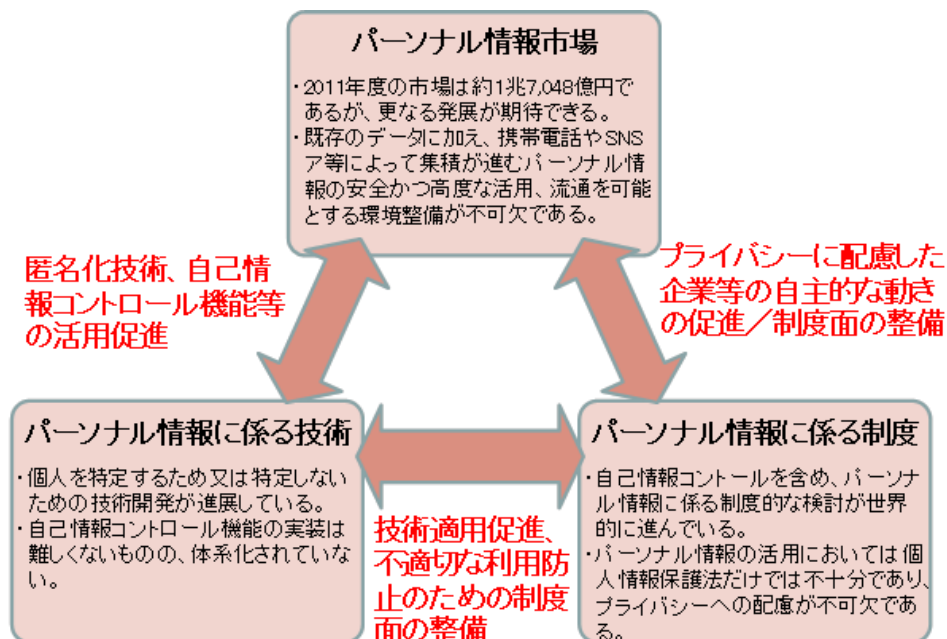 パーソナル情報市場
・2011年度の市場は約1兆7,048億円で
あるが、更なる発展が期待できる。
・既存のデータに加え、携帯電話やSNS
ア等によって集積が進むパーソナル情
報の安全かつ高度な活用、流通を可能
とする環境整備が不可欠である。
匿名化技術、自己情
報コントロール機能等
の活用促進
プライバシーに配慮した
企業等の自主的な動き
の促進／制度面の整備
パーソナル情報に係る技術
・個人を特定するため又は特定しない
ための技術開発が進展している。
・自己情報コントロール機能の実装は
難しくないものの、体系化されていな
い。
技術適用促進、
不適切な利用防
止のための制度
面の整備
パーソナル情報に係る制度
・自己情報コントールを含め、パーソナ
ル情報に係る制度的な検討が世界
的に進んでいる。
・パーソナル情報の活用においては個
人情報保護法だけでは不十分であり、
プライバシーへの配慮が不可欠であ
る。